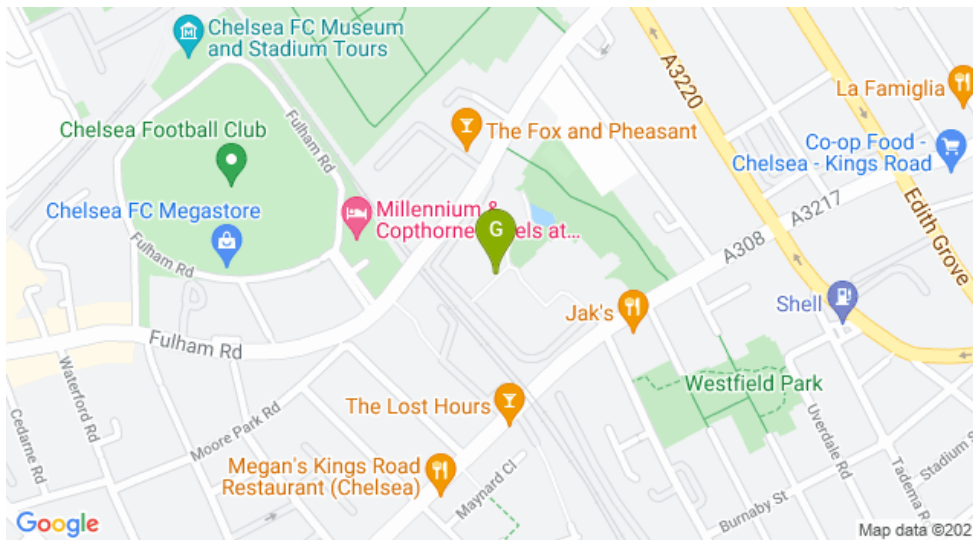 Chelsea FC Museum
and Stadium Tours
A3220
La Famiglia
Fulham Rd
Chelsea Football Club
The Fox and Pheasant
Co-op Food -
Chelsea - Kings Road
Chelsea FC Megastore
Millennium &
Copthorne
els at...
G
A3217
Edith Grove
A308
Fulham Rd
Jak's
Shell
Fulham Rd
Waterford Rd
Westfield Park
The Lost Hours
Cedarne Rd
Moore Park Rd
Uverdale Rd
Megan's Kings Road
Restaurant (Chelsea)
Maynard Cl
Tadema Rd
Stadium S
Burnaby St
Google
Map data ©202